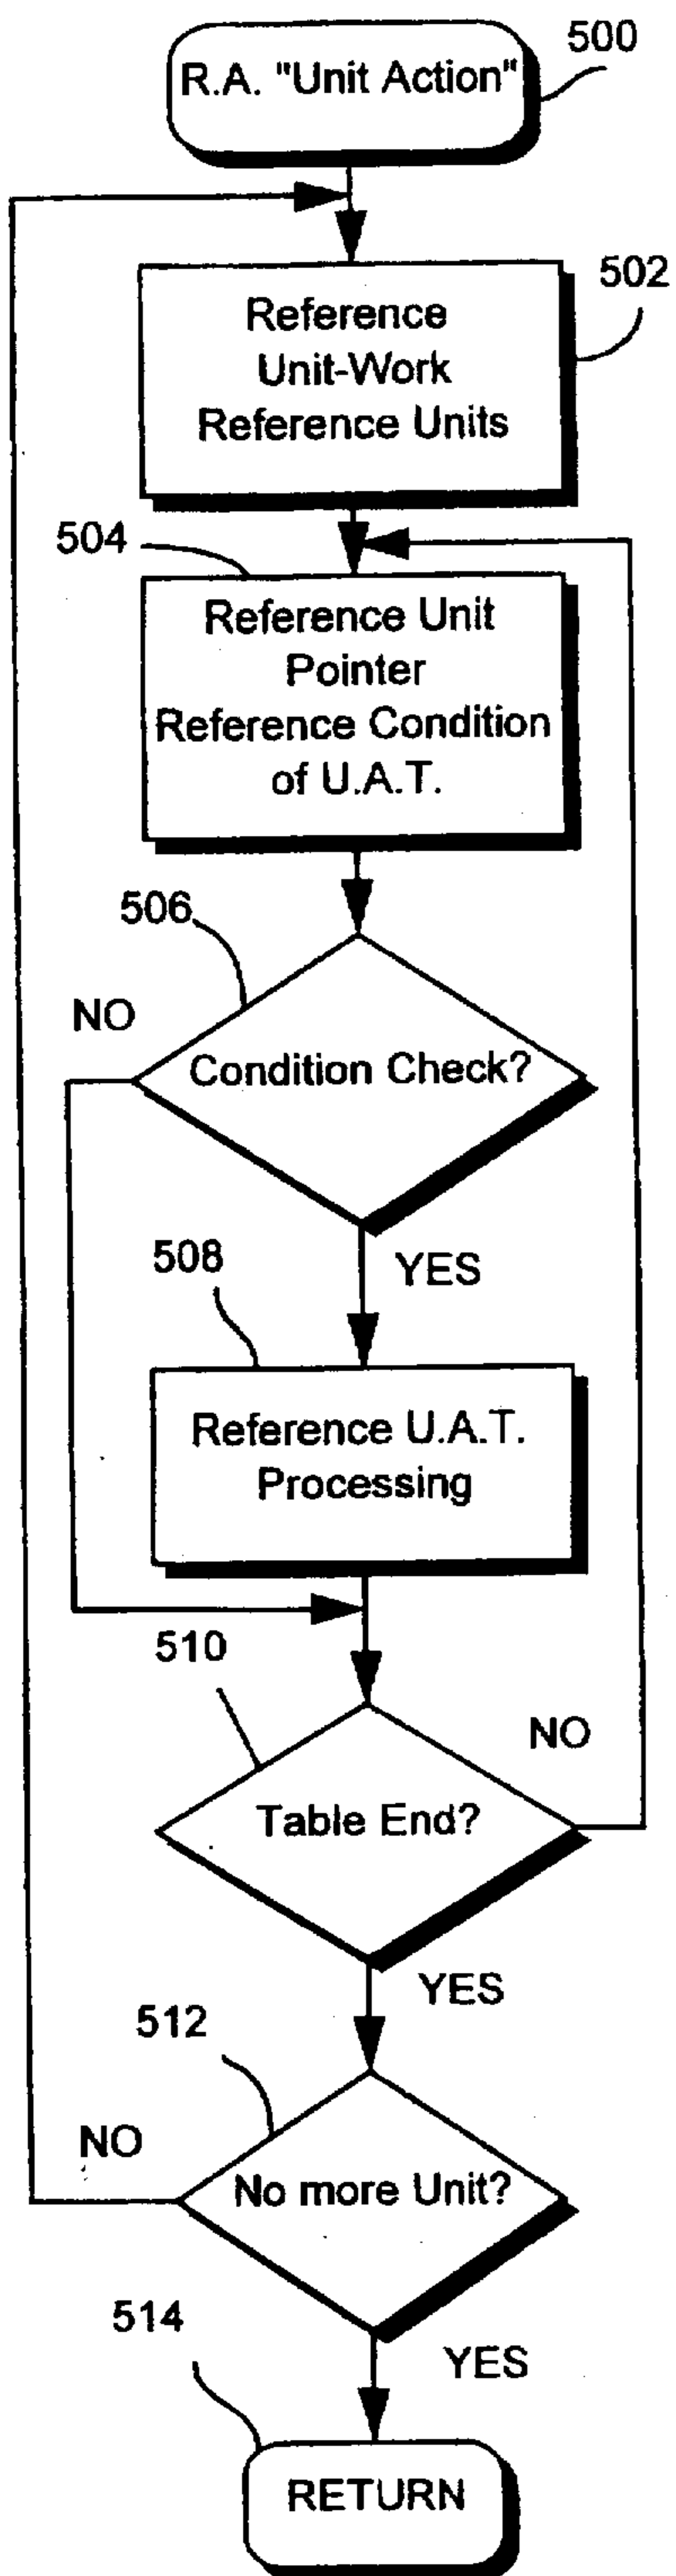 500
R.A. "Unit Action"
502
Reference
Unit-Work
Reference Units
504
Reference Unit
Pointer
Reference Condition
of U.A.T.
506
NO
Condition Check?
YES
508
Reference U.A.T.
Processing
510
NO
Table End?
YES
512
NO
No more Unit?
514
YES
RETURN